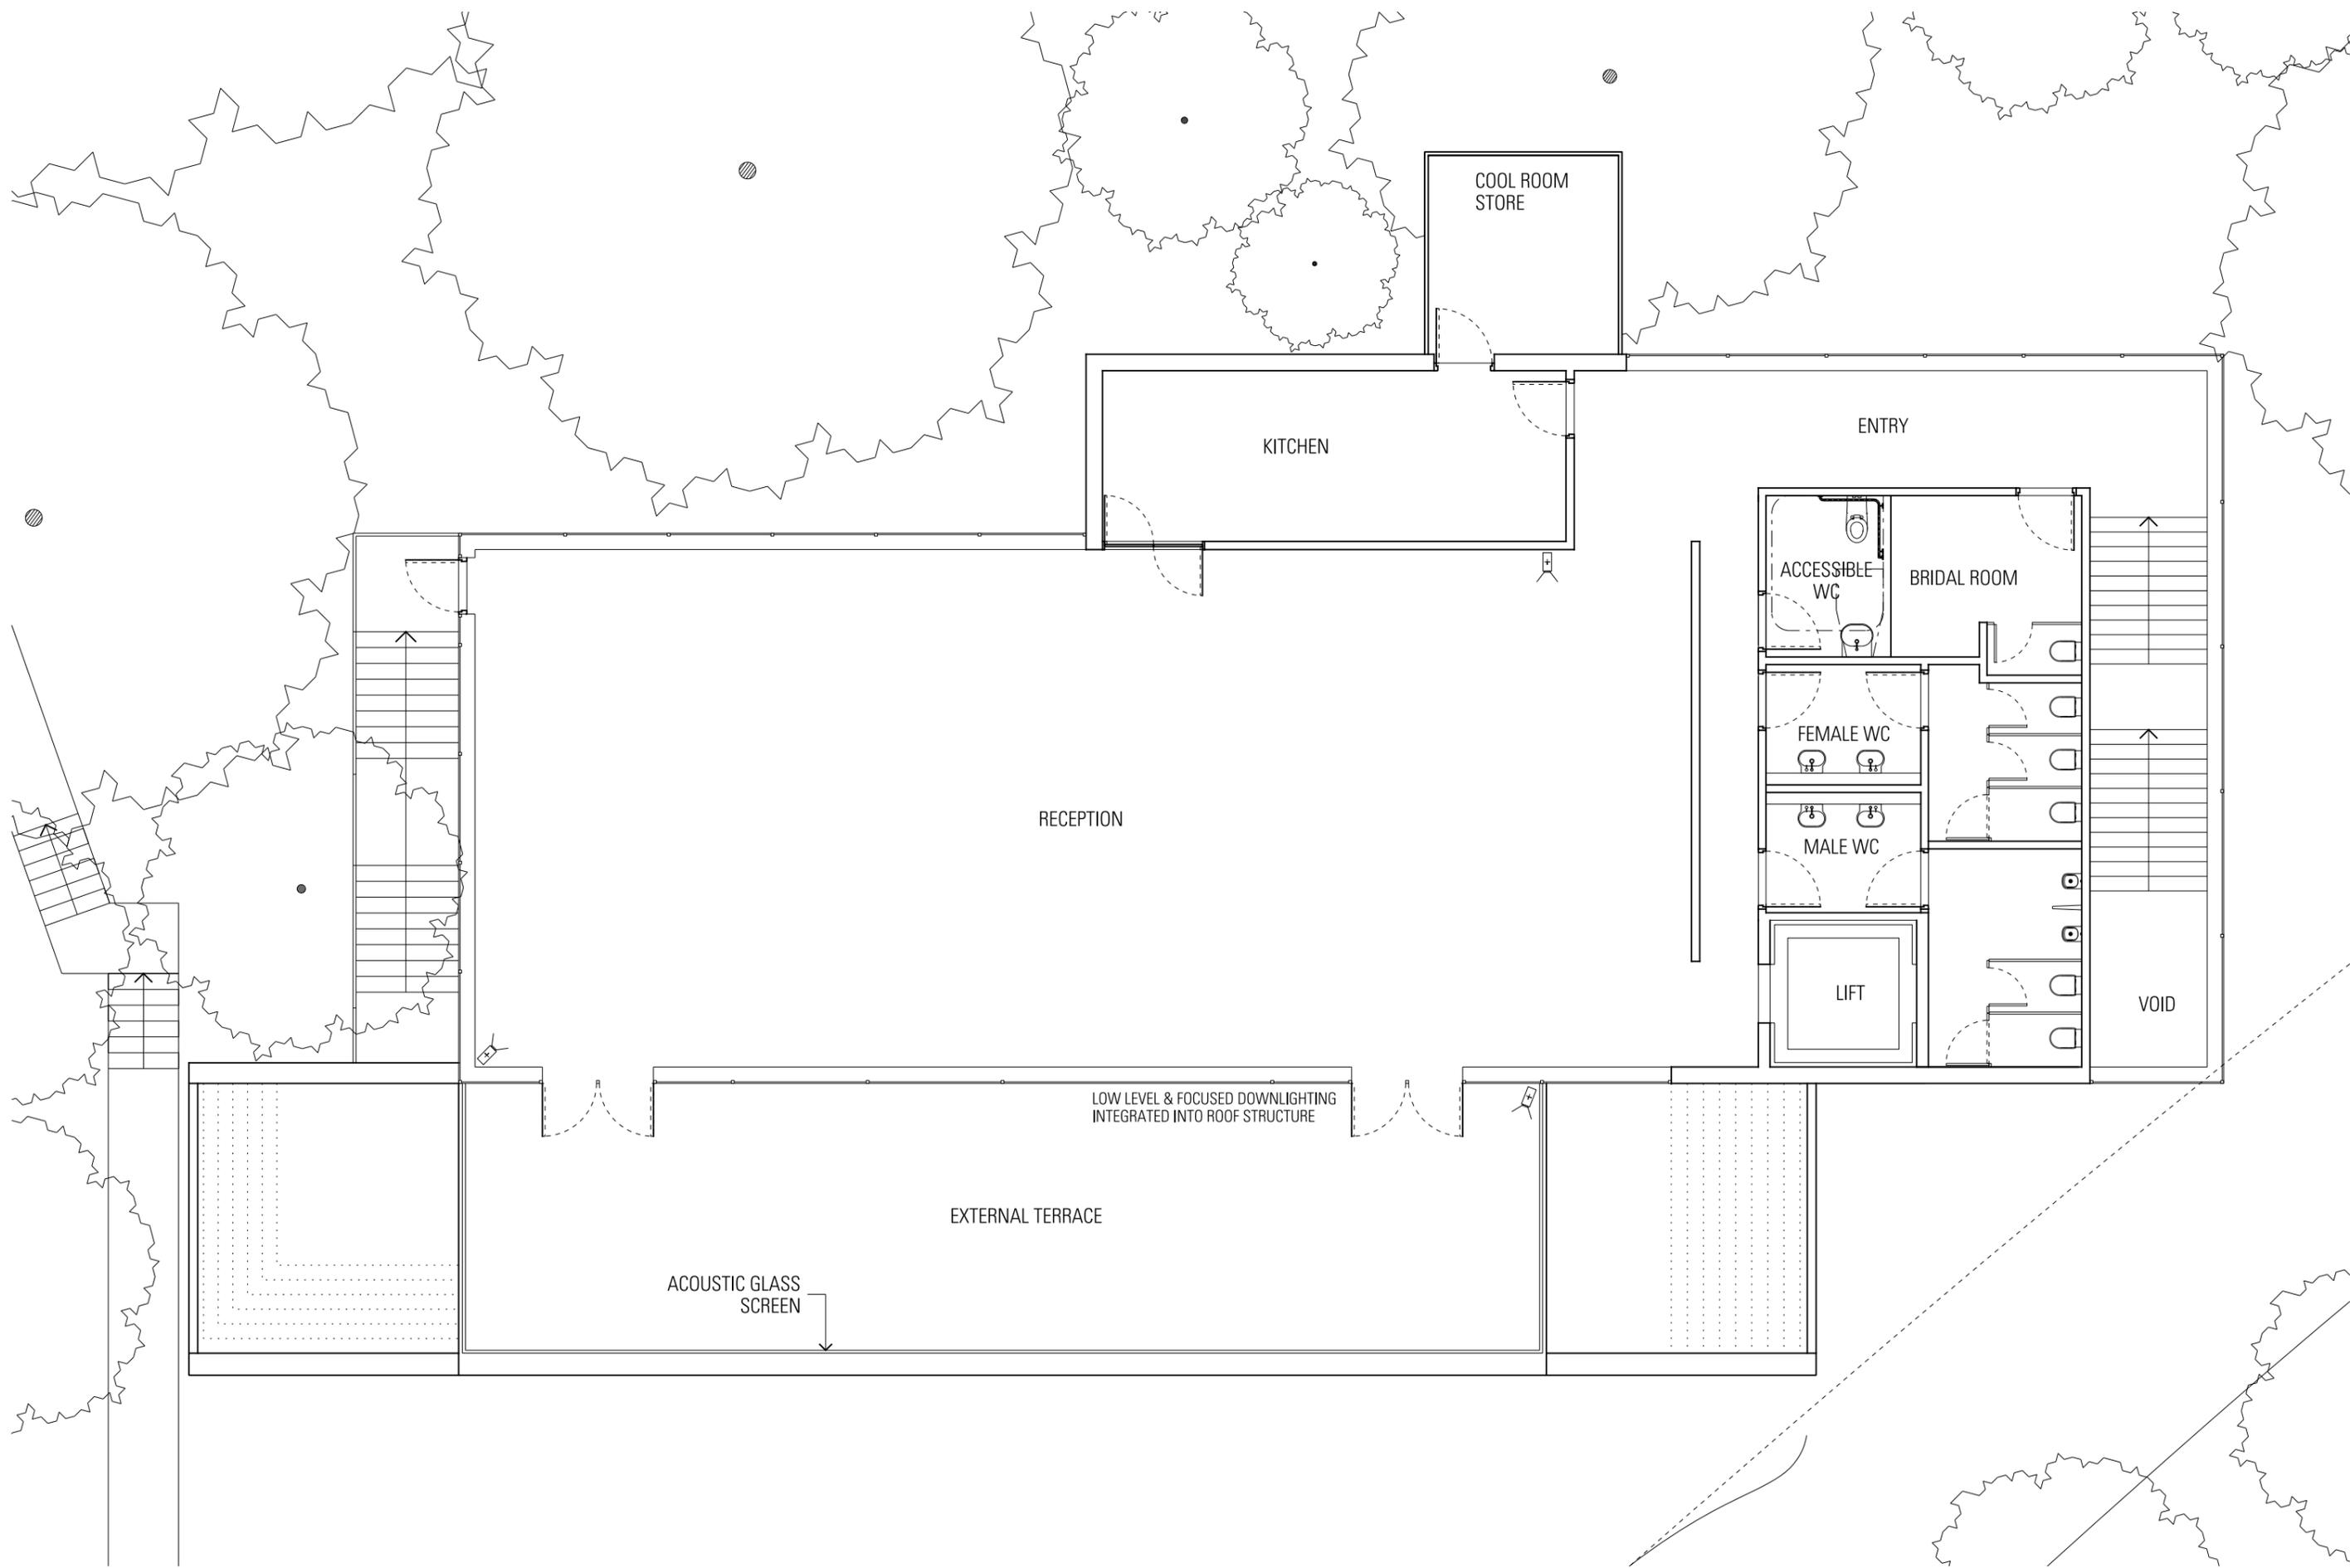 COOL ROOM
STORE
ENTRY
KITCHEN
ACCESSIBLE
WC
BRIDAL ROOM
FEMALE WC
RECEPTION
MALE WC
LIFT
VOID
LOW LEVEL & FOCUSED DOWNLIGHTING
INTEGRATED INTO ROOF STRUCTURE
EXTERNAL TERRACE
ACOUSTIC GLASS
SCREEN